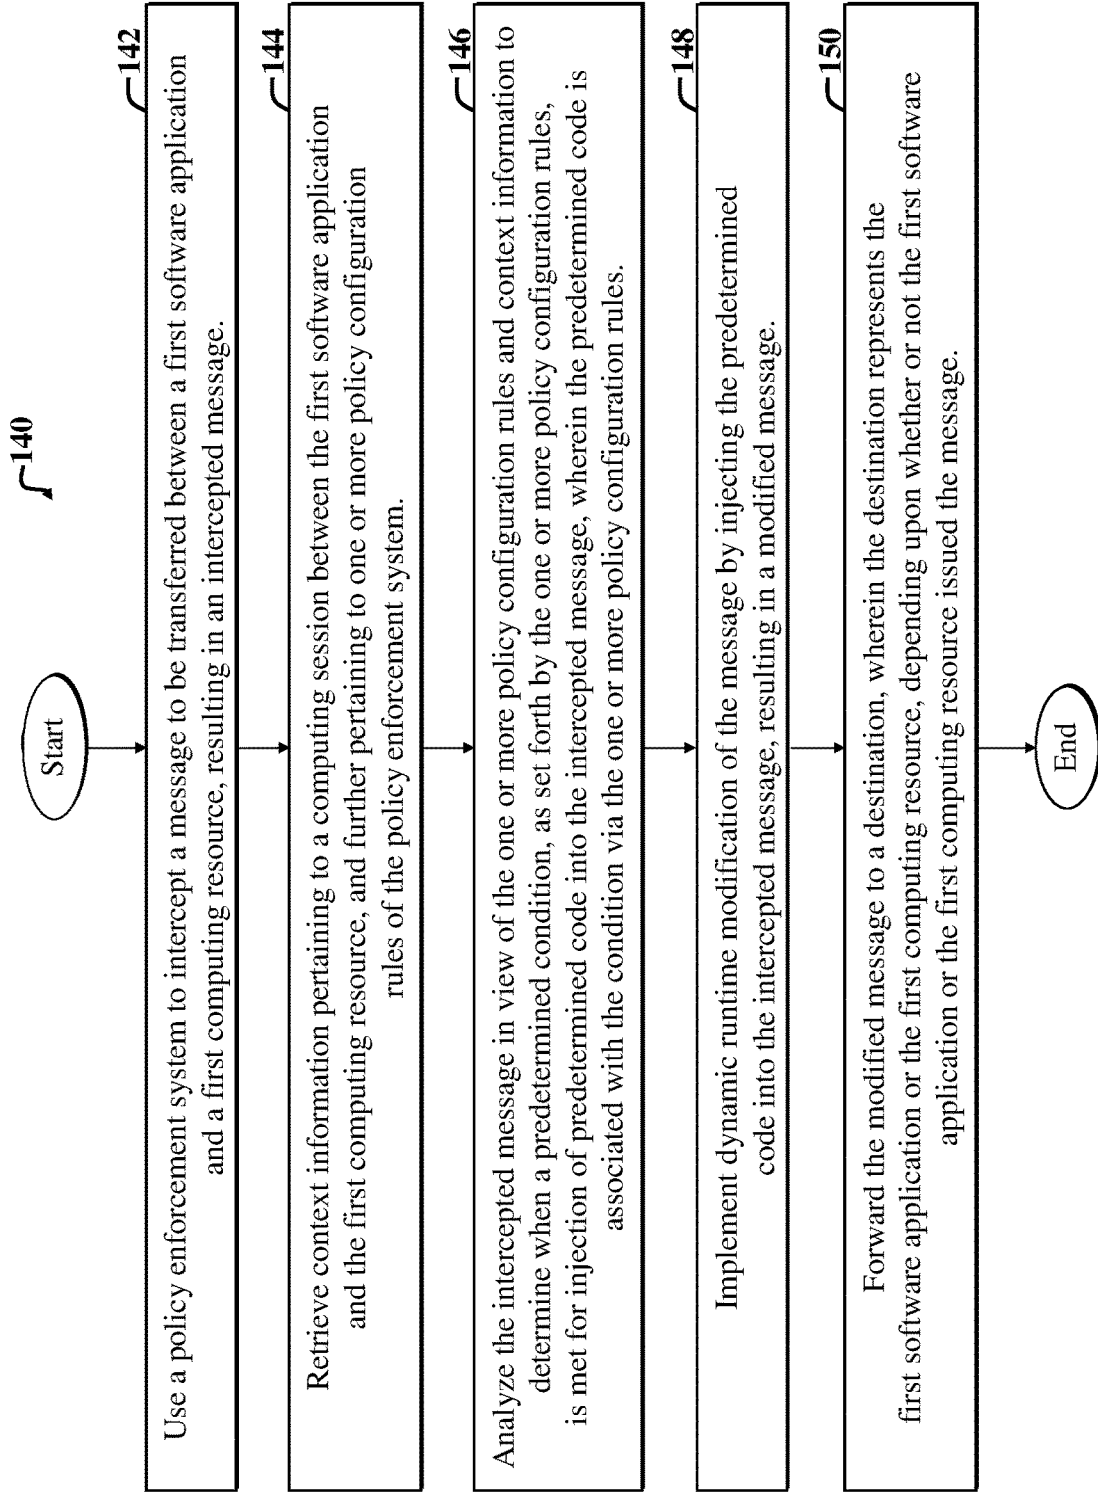 140
Start
142
Use a policy enforcement system to intercept a message to be transferred between a first software application
and a first computing resource, resulting in an intercepted message.
144
Retrieve context information pertaining to a computing session between the first software application
and the first computing resource, and further pertaining to one or more policy configuration
rules of the policy enforcement system.
146
Analyze the intercepted message in view of the one or more policy configuration rules and context information to
determine when a predetermined condition, as set forth by the one or more policy configuration rules,
is met for injection of predetermined code into the intercepted message, wherein the predetermined code is
associated with the condition via the one or more policy configuration rules.
148
Implement dynamic runtime modification of the message by injecting the predetermined
code into the intercepted message, resulting in a modified message.
150
Forward the modified message to a destination, wherein the destination represents the
first software application or the first computing resource, depending upon whether or not the first software
application or the first computing resource issued the message.
End